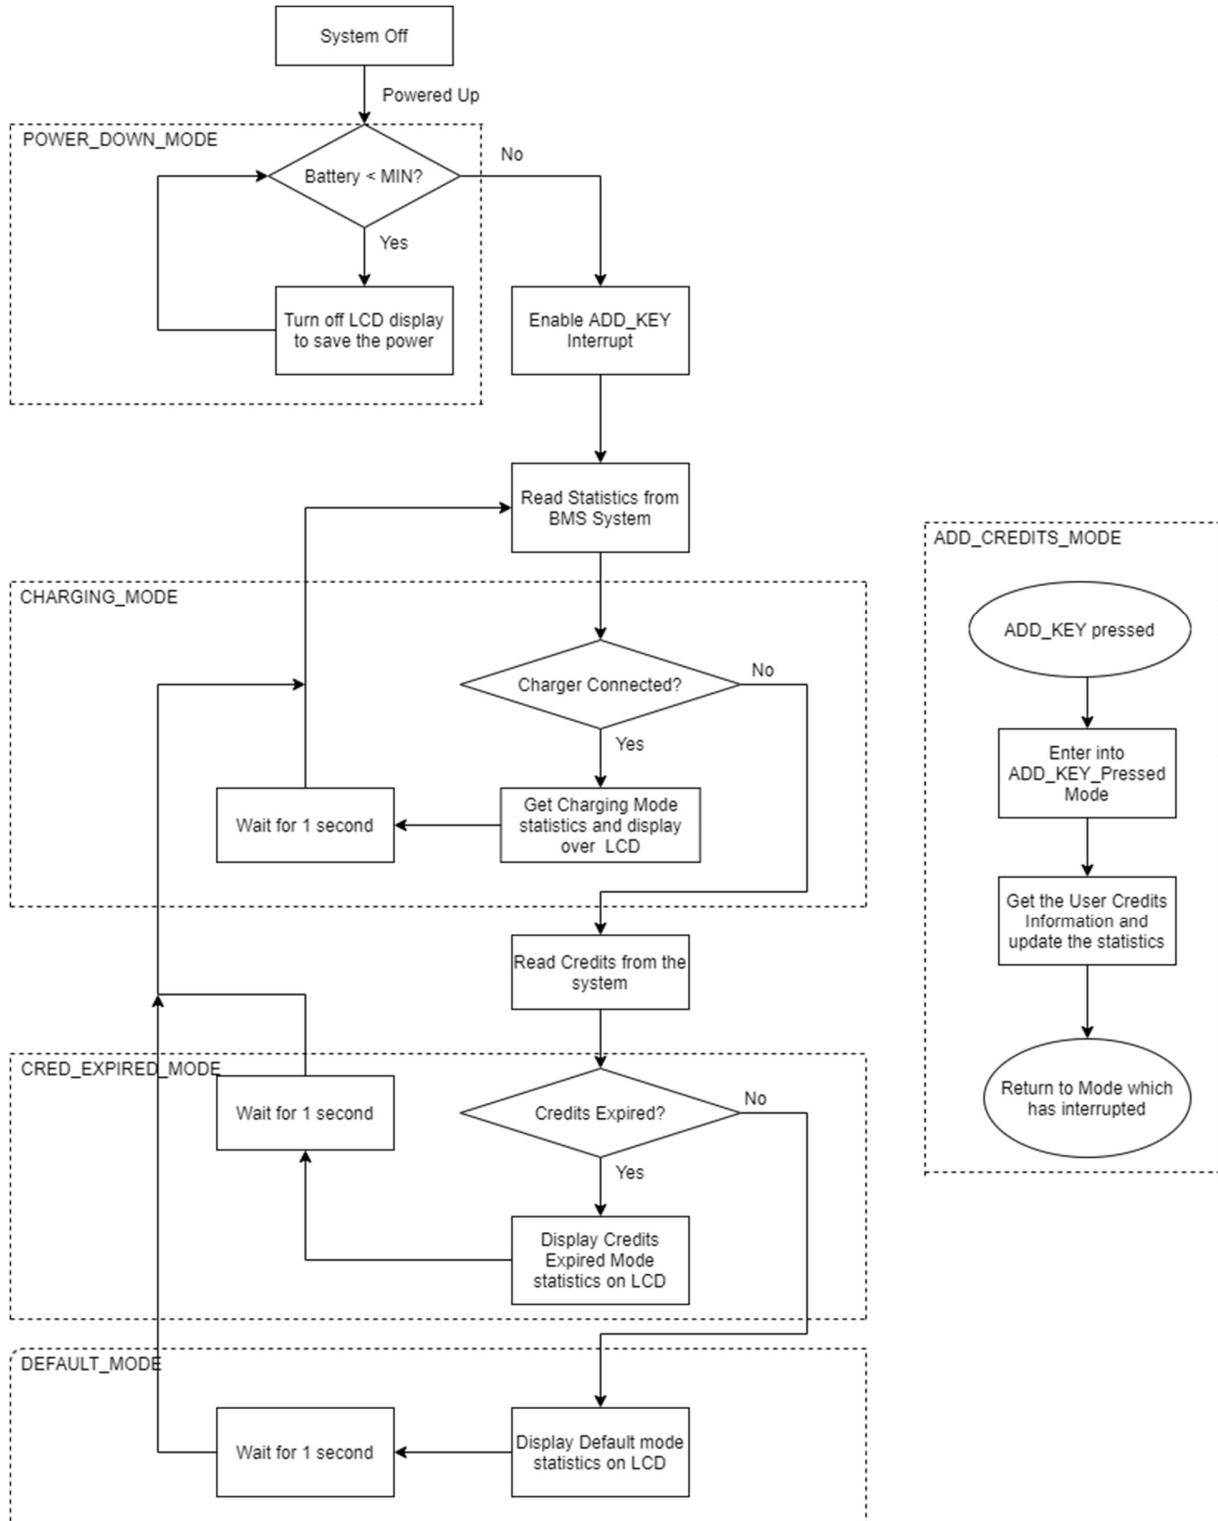 System Off
Powered Up
POWER_DOWN_MODE
No
Battery < MIN?
Yes
Turn off LCD display
to save the power
Enable ADD_KEY
Interrupt
Read Statistics from
BMS System
CHARGING_MODE
No
Charger Connected?
Yes
Get Charging Mode
statistics and display
over LCD
Wait for 1 second
Read Credits from the
system
CRED_EXPIRED_MODE
No
Credits Expired?
Wait for 1 second
Yes
Display Credits
Expired Mode
statistics on LCD
DEFAULT_MODE
Display Default mode
statistics on LCD
Wait for 1 second
ADD_CREDITS_MODE
ADD_KEY pressed
Enter into
ADD_KEY_Pressed
Mode
Get the User Credits
Information and
update the statistics
Return to Mode which
has interrupted